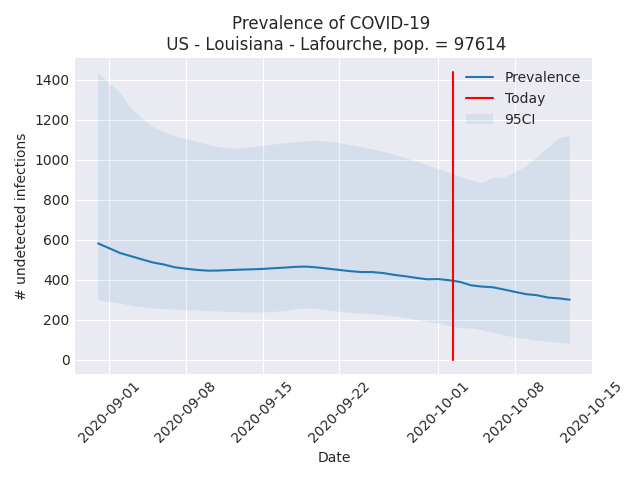 Prevalence of COVID-19
US - Louisiana - Lafourche, pop. = 97614
# undetected infections
1400
1200
1000
800
600
400
200
0
Prevalence
Today
95CI
2020-09-01
2020-09-08
2020-09-15
2020-09-22
2020-10-01
2020-10-08
2020-10-15
Date